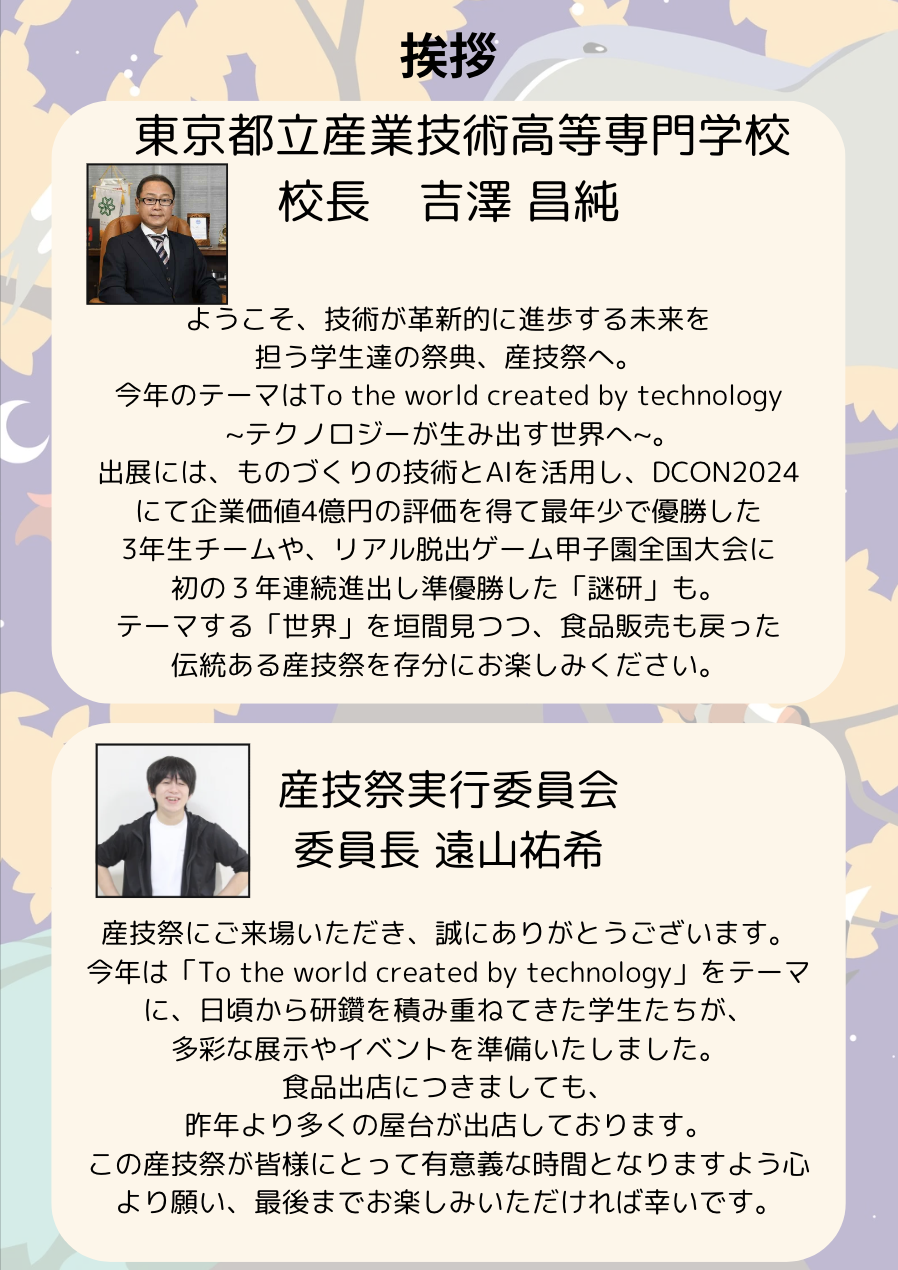 挨拶
東京都立産業技術高等専門学校
校長 吉澤 昌純
ようこそ、技術が革新的に進歩する未来を
担う学生達の祭典、産技祭へ。
今年のテーマはTo the world created by technology
~テクノロジーが生み出す世界へ~。
出展には、ものづくりの技術とAIを活用し、DCON2024
にて企業価値4億円の評価を得て最年少で優勝した
3年生チームや、リアル脱出ゲーム甲子園全国大会に
初の３年連続進出し準優勝した「謎研」も。
テーマする「世界」を垣間見つつ、食品販売も戻った
伝統ある産技祭を存分にお楽しみください。
産技祭実行委員会
委員長 遠山祐希
産技祭にご来場いただき、誠にありがとうございます。
今年は「To the world created by technology」をテーマ
に、日頃から研鑽を積み重ねてきた学生たちが、
多彩な展示やイベントを準備いたしました。
食品出店につきましても、
昨年より多くの屋台が出店しております。
この産技祭が皆様にとって有意義な時間となりますよう心
より願い、最後までお楽しみいただければ幸いです。